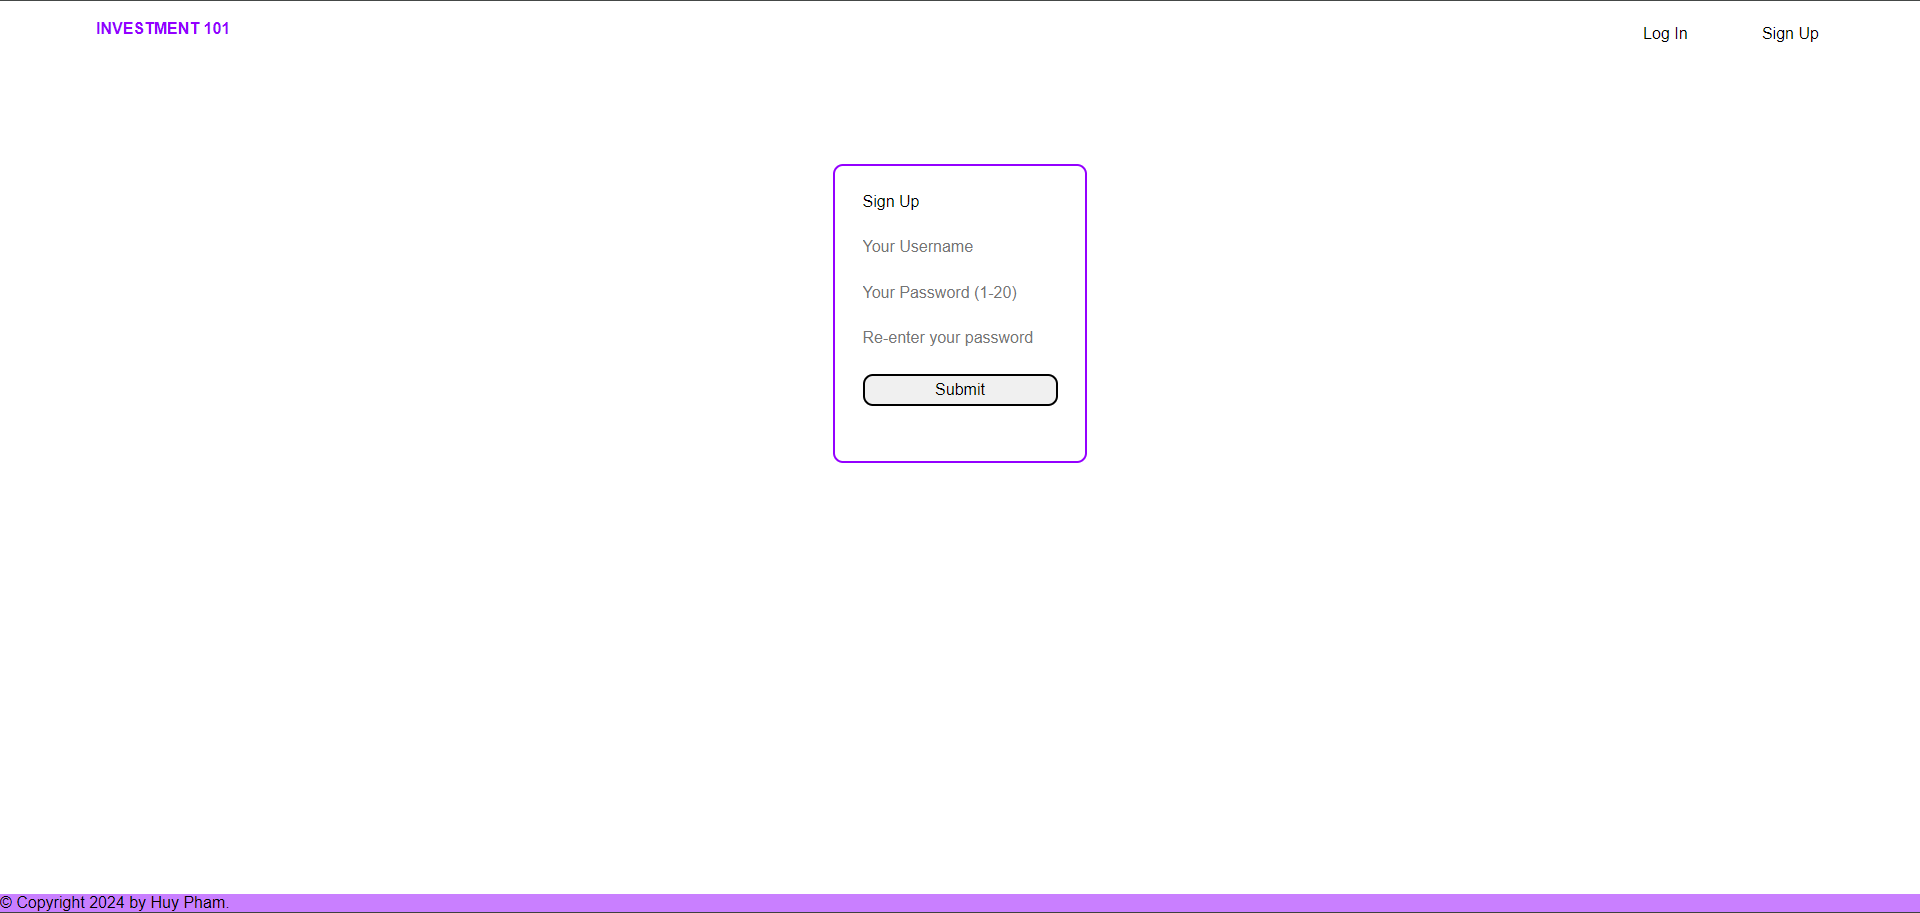 INVESTMENT 101
Log In
Sign Up
Sign Up
Your Username
Your Password (1-20)
Re-enter your password
Submit
© Copyright 2024 by Huy Pham.